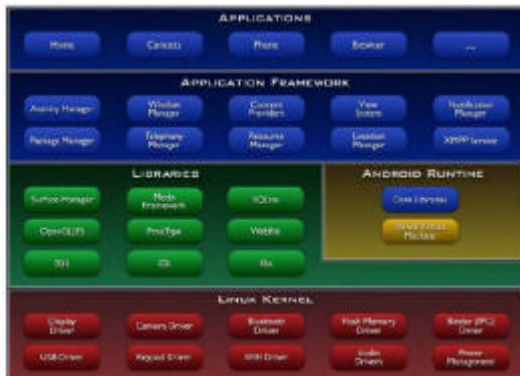 APPLICATIONS
Home
Contacts
Phone
Browser
...
APPLICATION FRAMEWORK
Activity Manager
Window
Manager
Content
Providers
View
System
Notification
Manager
Package Manager
Telephony
Manager
Resource
Manager
Location
Manager
XMPP Service
LIBRARIES
Surface Manager
Media
Framework
SQLite
OpenGL|ES
FreeType
WebKit
SGL
SSL
libc
ANDROID RUNTIME
Core Libraries
Machine
LINUX KERNEL
Display
Driver
Camera Driver
Bluetooth
Driver
Flash Memory
Driver
Binder (IPC)
Driver
USB Driver
Keypad Driver
WiFi Driver
Audio
Drivers
Power
Management